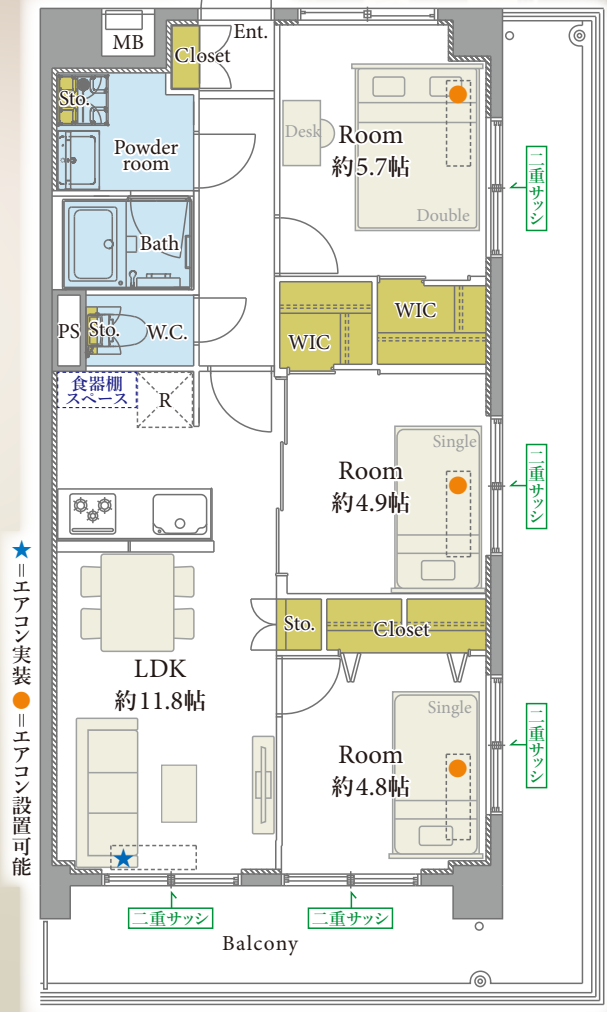 MB
Ent.
Closet
Sto.
Powder
room
Desk
Room
約5.7帖
Double
二重サッシ
Bath
WIC
WIC
PS
Sto.
W.C.
食器棚
スペース
R
Single
Room
約4.9帖
二重サッシ
★=エアコン実装 ●=エアコン設置可能
Sto.
Closet
LDK
約11.8帖
Single
Room
約4.8帖
二重サッシ
二重サッシ
二重サッシ
Balcony